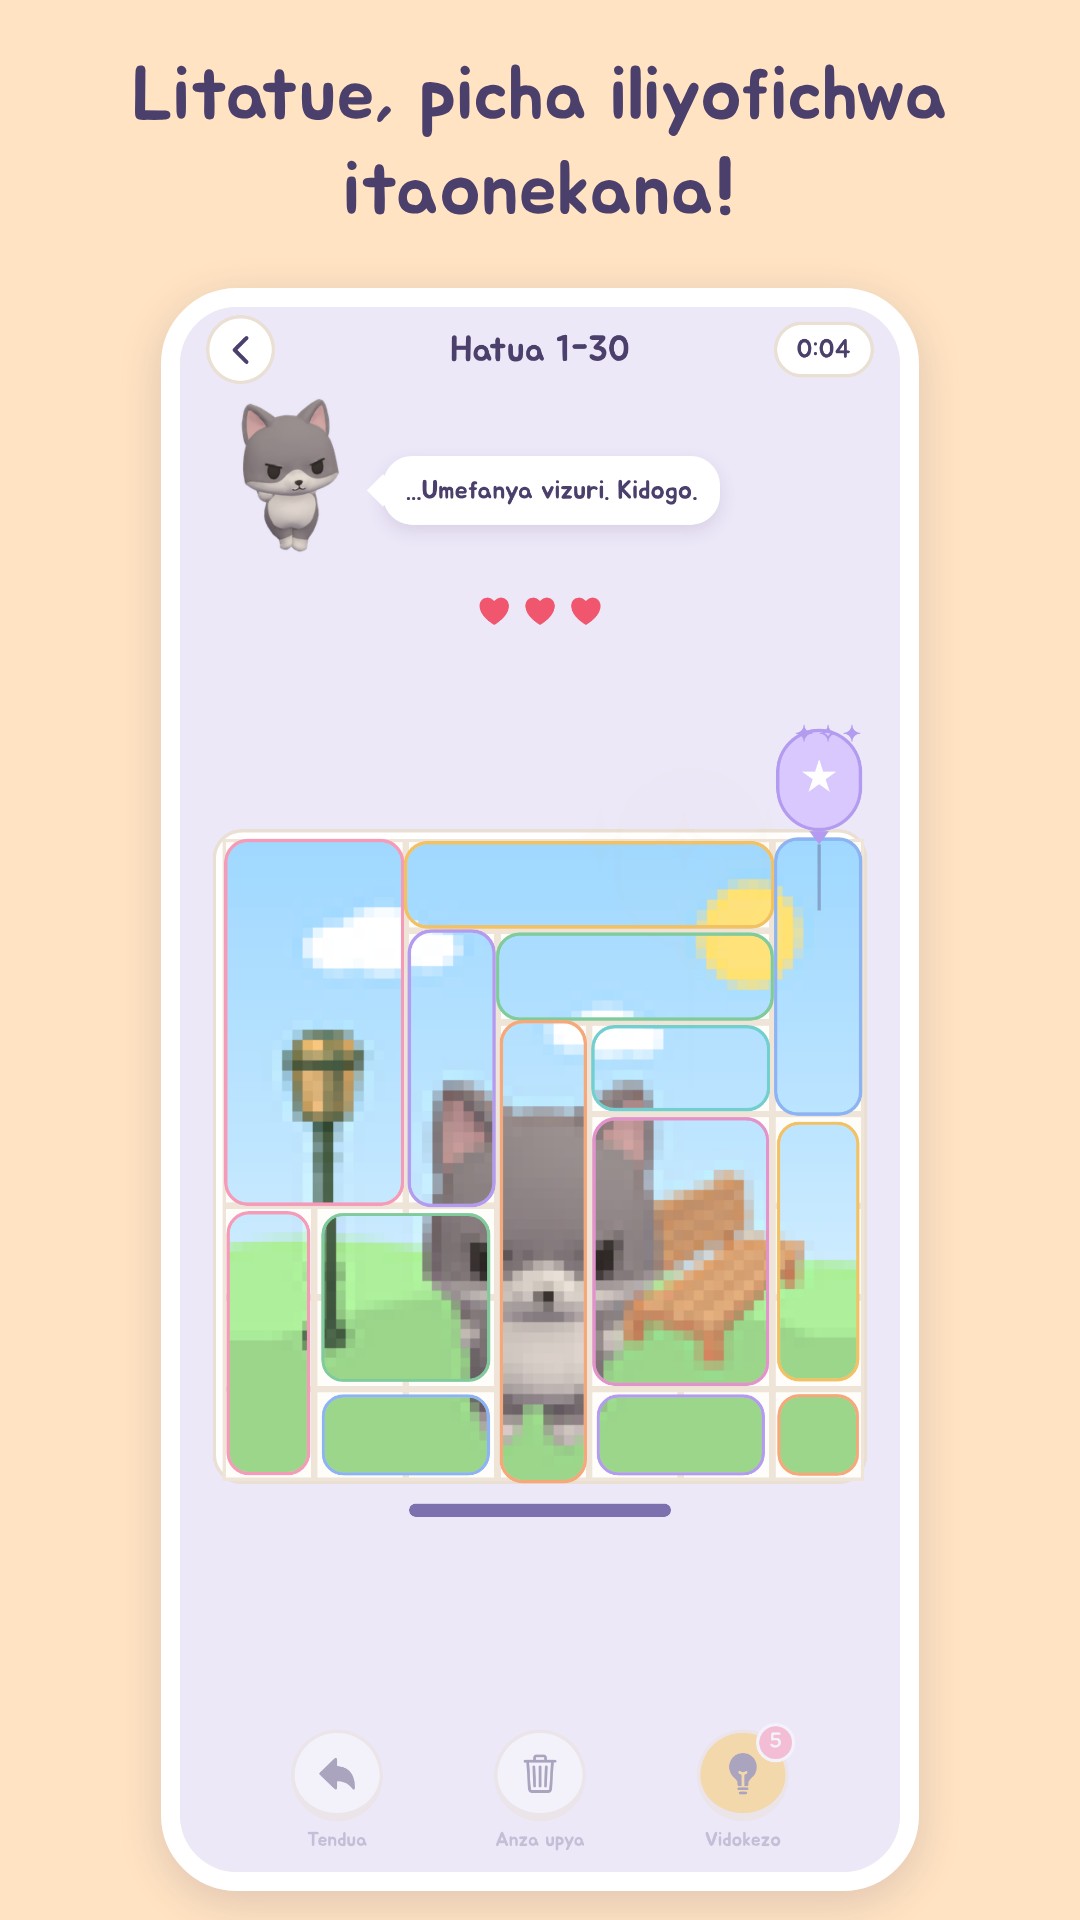 Litatue, picha iliyofichwa
itaonekana!
Hatua 1-30
0:04
...Umefanya vizuri. Kidogo.
5
Tendua
Anza upya
Vidokezo